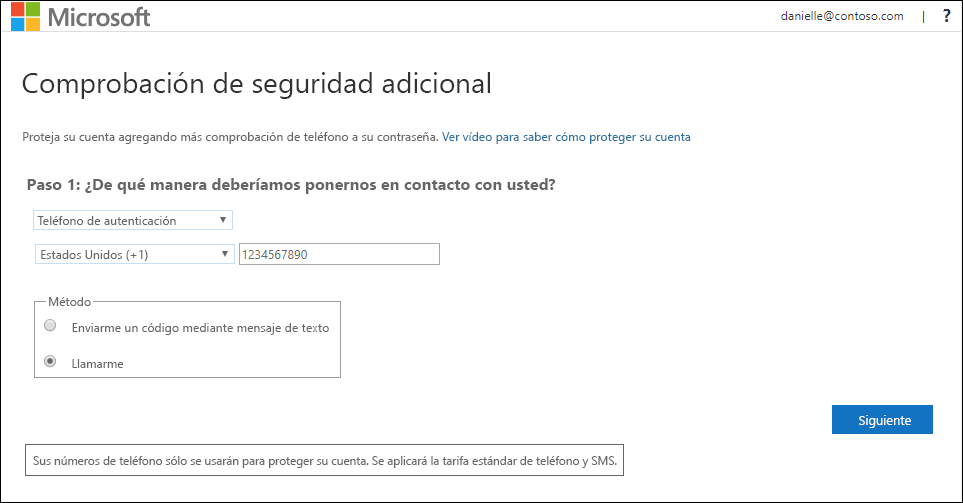 Microsoft
danielle@contoso.com | ?
Comprobación de seguridad adicional
Proteja su cuenta agregando más comprobación de teléfono a su contraseña. Ver vídeo para saber cómo proteger su cuenta
Paso 1: ¿De qué manera deberíamos ponernos en contacto con usted?
Teléfono de autenticación
Estados Unidos (+1) 1234567890
Método
Enviarme un código mediante mensaje de texto
Llamarme
Siguiente
Sus números de teléfono sólo se usarán para proteger su cuenta. Se aplicará la tarifa estándar de teléfono y SMS.